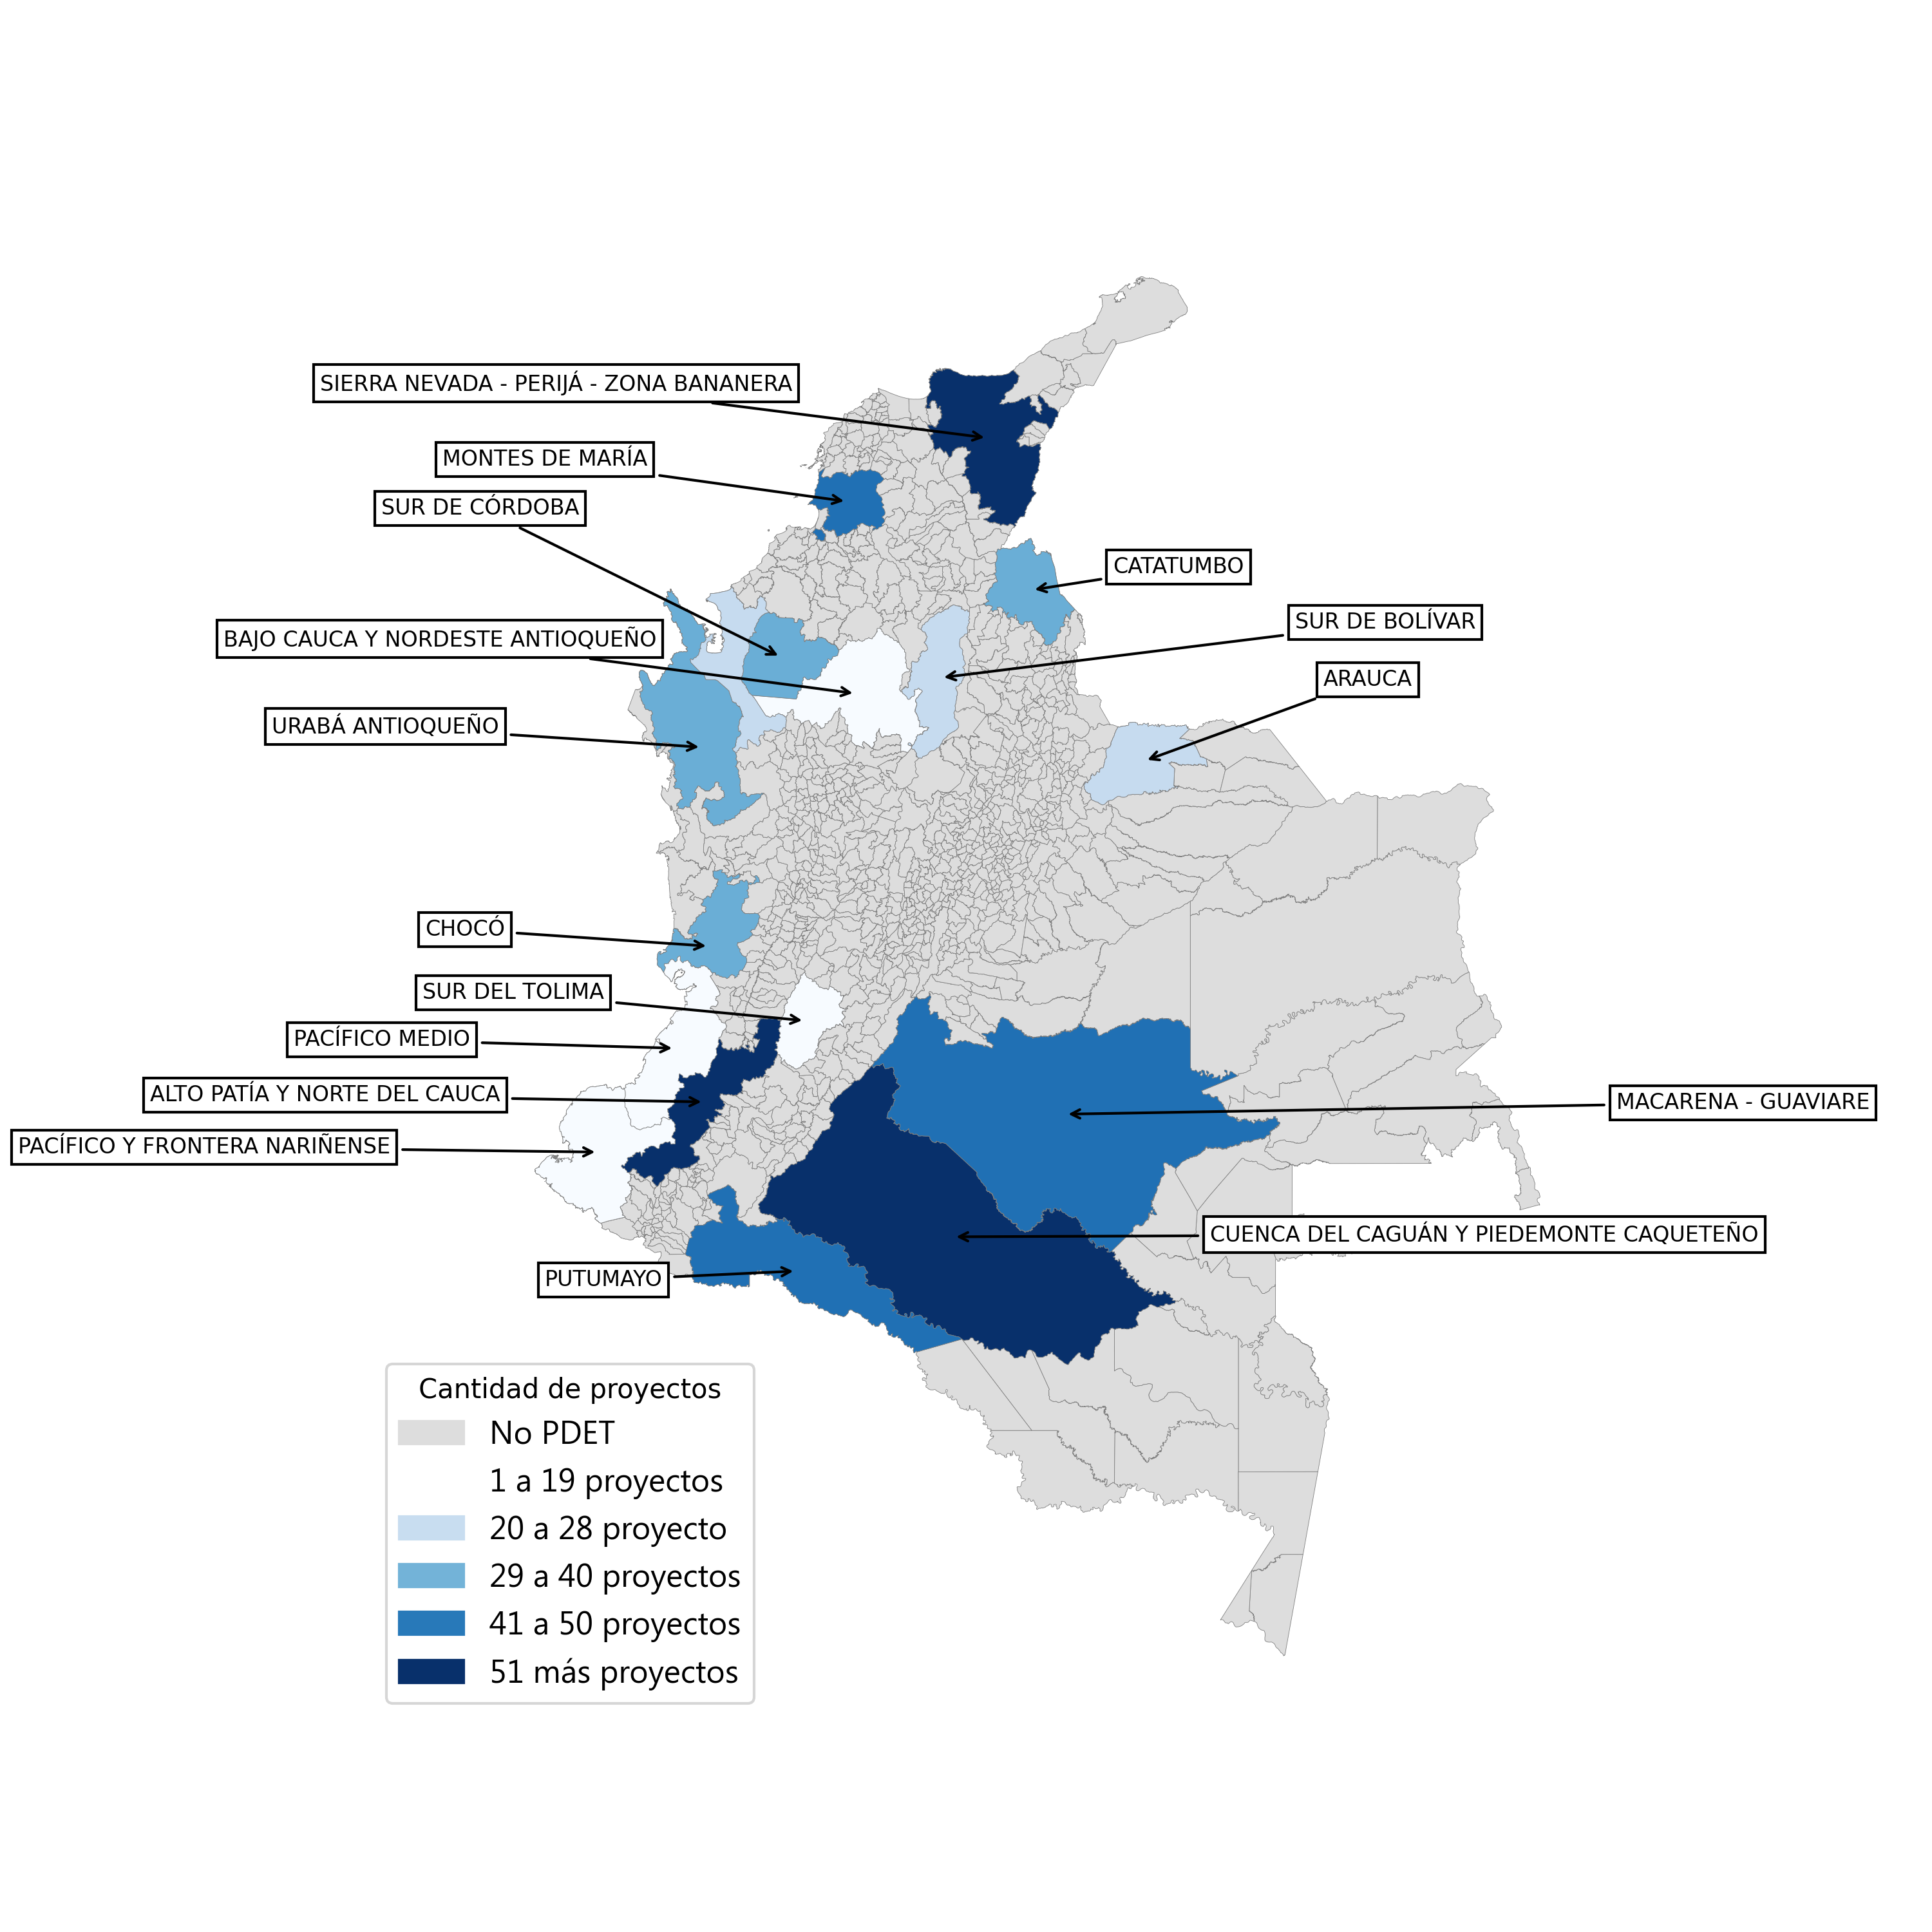 SIERRA NEVADA - PERIJÁ - ZONA BANANERA
MONTES DE MARÍA
SUR DE CÓRDOBA
CATATUMBO
SUR DE BOLÍVAR
BAJO CAUCA Y NORDESTE ANTIOQUEÑO
ARAUCA
URABÁ ANTIOQUEÑO
CHOCÓ
SUR DEL TOLIMA
PACÍFICO MEDIO
ALTO PATÍA Y NORTE DEL CAUCA
MACARENA - GUAVIARE
PACÍFICO Y FRONTERA NARIÑENSE
CUENCA DEL CAGUÁN Y PIEDEMONTE CAQUETEÑO
PUTUMAYO
Cantidad de proyectos
No PDET
1 a 19 proyectos
20 a 28 proyecto
29 a 40 proyectos
41 a 50 proyectos
51 más proyectos